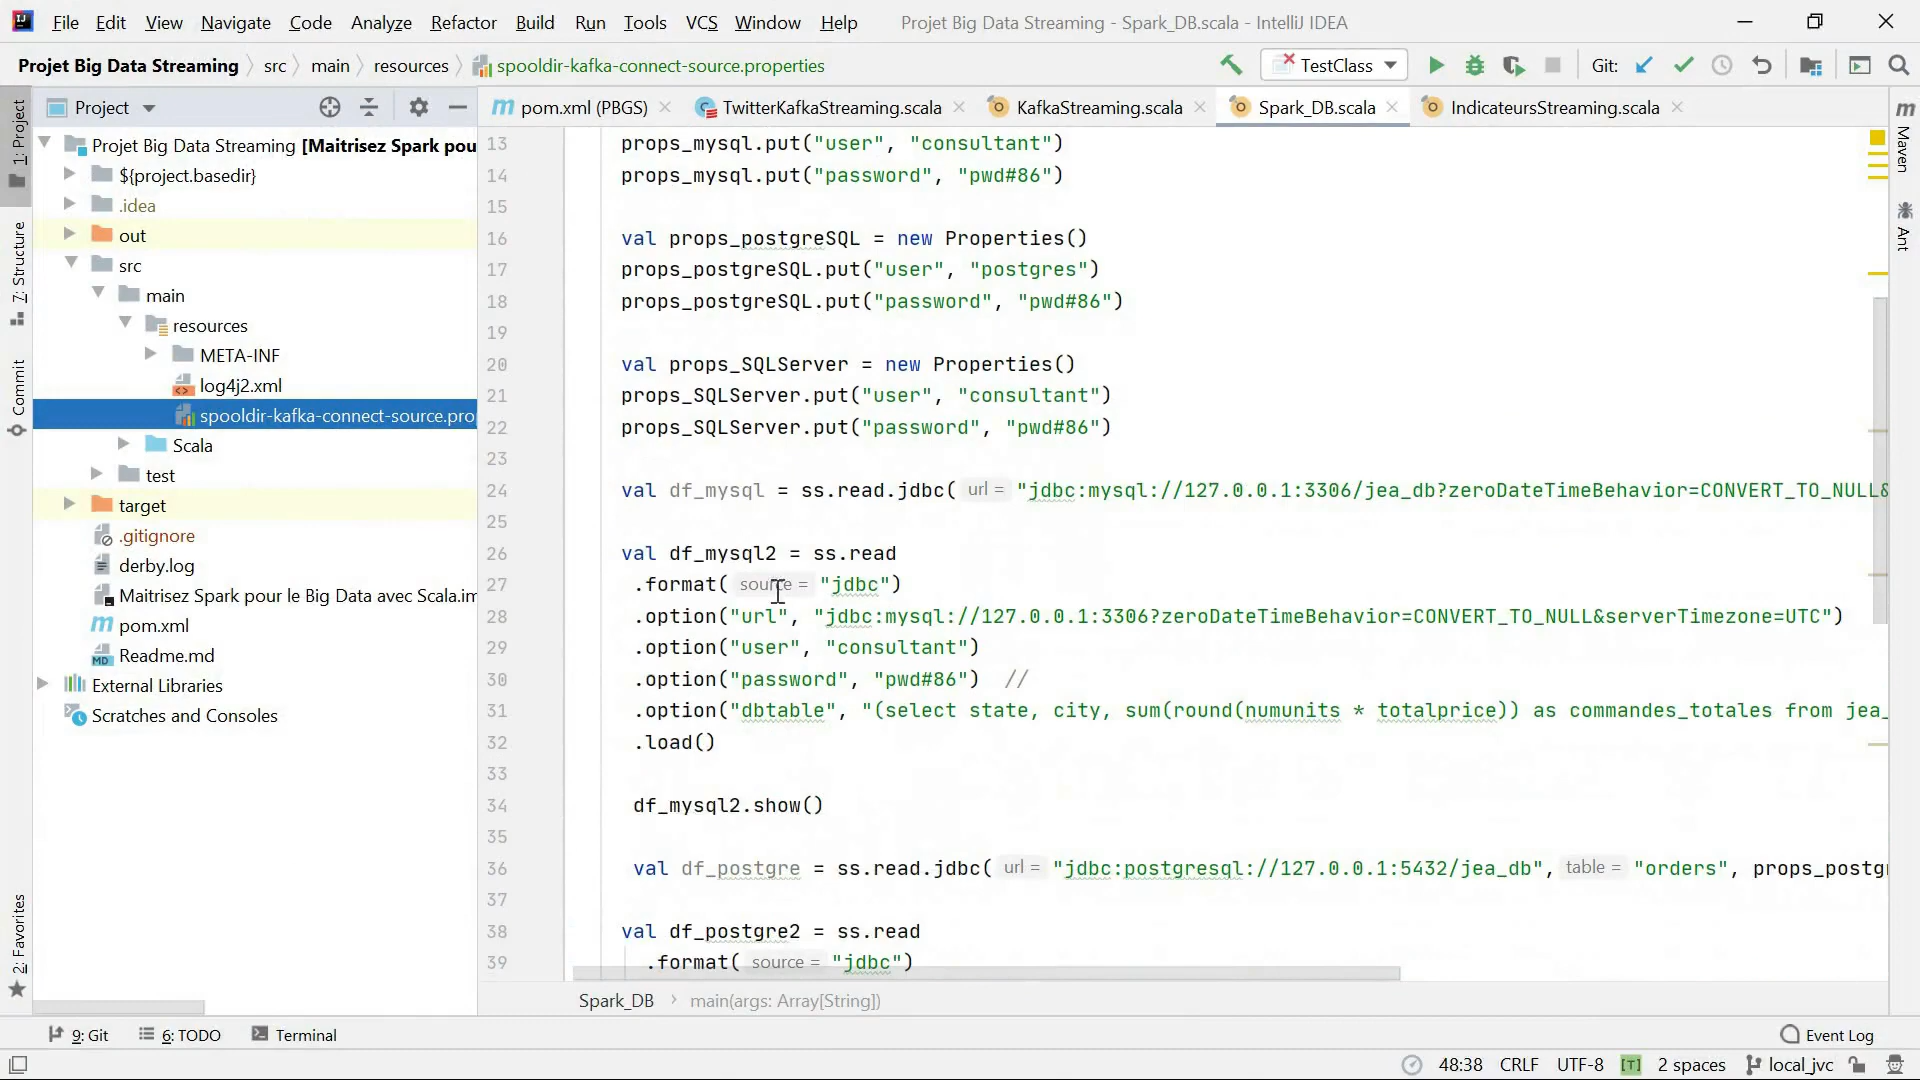 File Edit View Navigate Code Analyze Refactor Build Run Tools VCS Window Help Projet Big Data Streaming - Spark_DB.scala - IntelliJ IDEA
Projet Big Data Streaming src main resources spooldir-kafka-connect-source.properties TestClass Git:
Project
pom.xml (PBGS) TwitterKafkaStreaming.scala KafkaStreaming.scala Spark_DB.scala IndicateursStreaming.scala
1: Project
7: Structure
Commit
2: Favorites
Projet Big Data Streaming [Maitrisez Spark pou
${project.basedir}
.idea
out
src
main
resources
META-INF
log4j2.xml
spooldir-kafka-connect-source.pro
Scala
test
target
.gitignore
derby.log
Maitrisez Spark pour le Big Data avec Scala.im
pom.xml
Readme.md
External Libraries
Scratches and Consoles
13 props_mysql.put("user", "consultant")
14 props_mysql.put("password", "pwd#86")
15
16 val props_postgreSQL = new Properties()
17 props_postgreSQL.put("user", "postgres")
18 props_postgreSQL.put("password", "pwd#86")
19
20 val props_SQLServer = new Properties()
21 props_SQLServer.put("user", "consultant")
22 props_SQLServer.put("password", "pwd#86")
23
24 val df_mysql = ss.read.jdbc( url = "jdbc:mysql://127.0.0.1:3306/jea_db?zeroDateTimeBehavior=CONVERT_TO_NULL&
25
26 val df_mysql2 = ss.read
27 .format( source = "jdbc")
28 .option("url", "jdbc:mysql://127.0.0.1:3306?zeroDateTimeBehavior=CONVERT_TO_NULL&serverTimezone=UTC")
29 .option("user", "consultant")
30 .option("password", "pwd#86") //
31 .option("dbtable", "(select state, city, sum(round(numunits * totalprice)) as commandes_totales from jea_
32 .load()
33
34 df_mysql2.show()
35
36 val df_postgre = ss.read.jdbc( url = "jdbc:postgresql://127.0.0.1:5432/jea_db", table = "orders", props_postgr
37
38 val df_postgre2 = ss.read
39 .format( source = "jdbc")
Maven
Ant
Spark_DB main(args: Array[String])
9: Git 6: TODO Terminal Event Log
48:38 CRLF UTF-8 [T] 2 spaces local_jvc